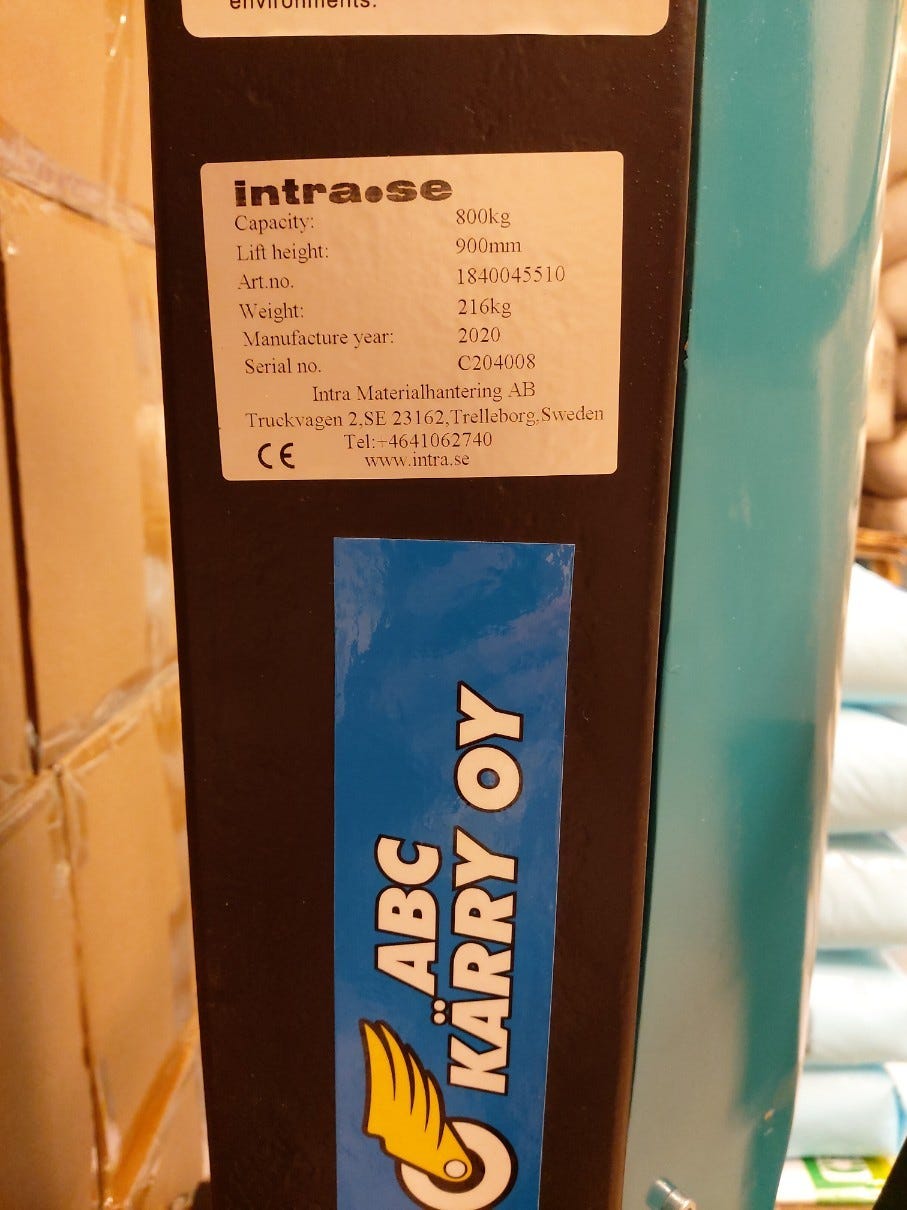 environments.
intra.se
Capacity: 800kg
Lift height: 900mm
Art.no. 1840045510
Weight: 216kg
Manufacture year: 2020
Serial no. C204008
Intra Materialhantering AB
Truckvagen 2,SE 23162,Trelleborg.Sweden
Tel:+4641062740
CE www.intra.se
ABC
KÄRRY OY